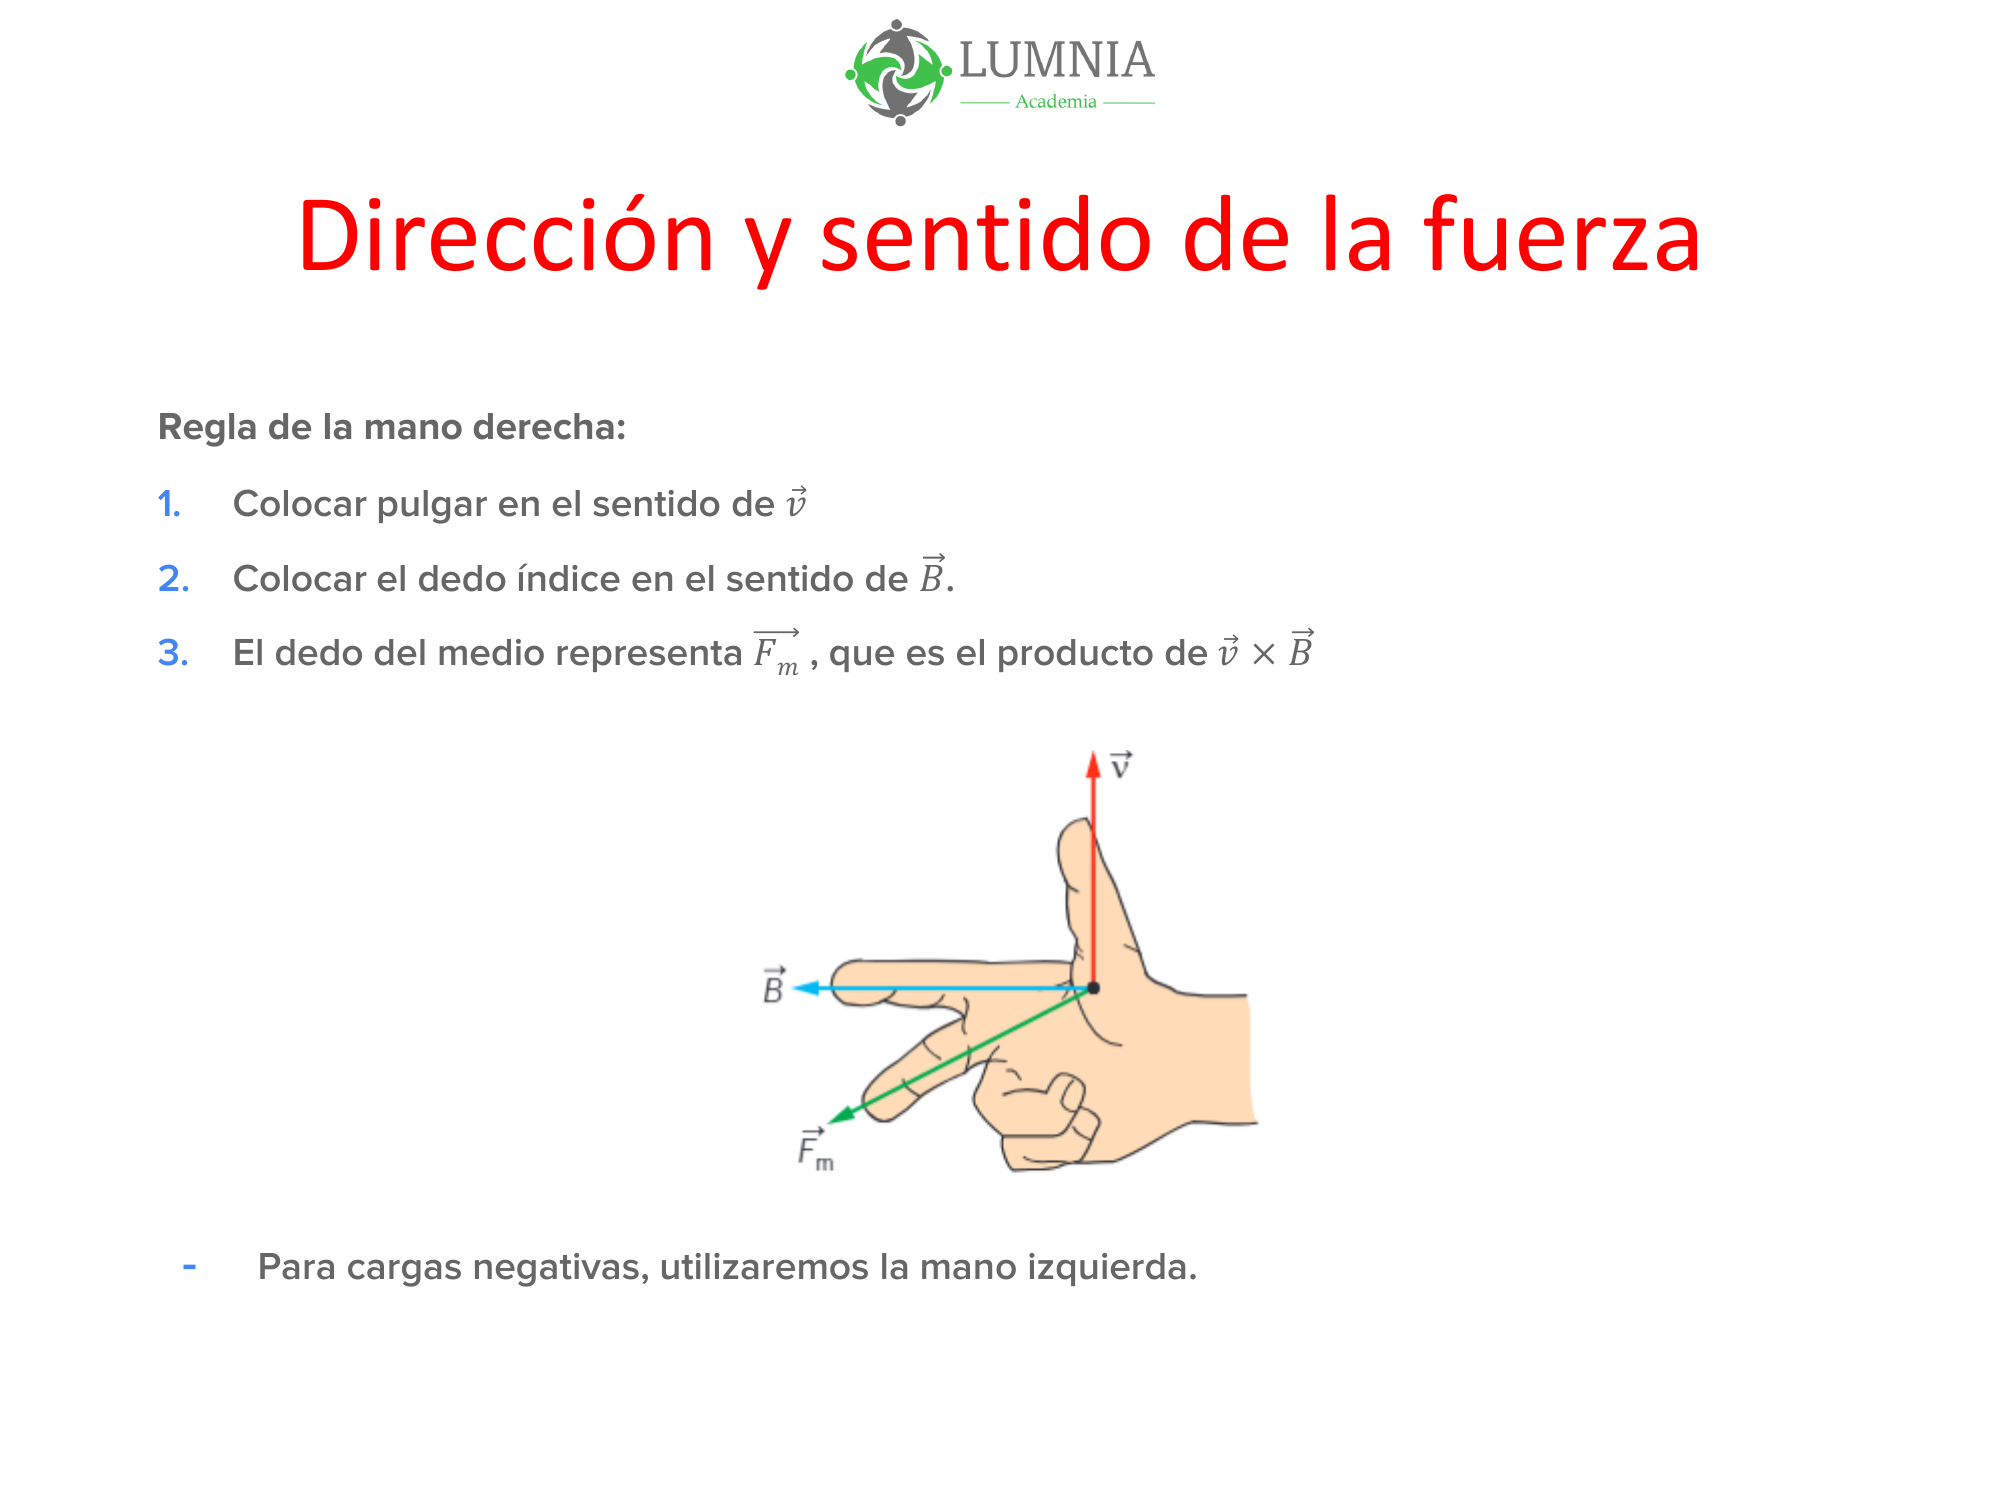 LUMNIA
Academia
Dirección y sentido de la fuerza
Regla de la mano derecha:
1. Colocar pulgar en el sentido de $\vec{v}$
2. Colocar el dedo índice en el sentido de $\vec{B}$.
3. El dedo del medio representa $\overrightarrow{F_m}$ , que es el producto de $\vec{v} \times \vec{B}$
$\vec{v}$
$\vec{B}$
$\vec{F}_m$
- Para cargas negativas, utilizaremos la mano izquierda.